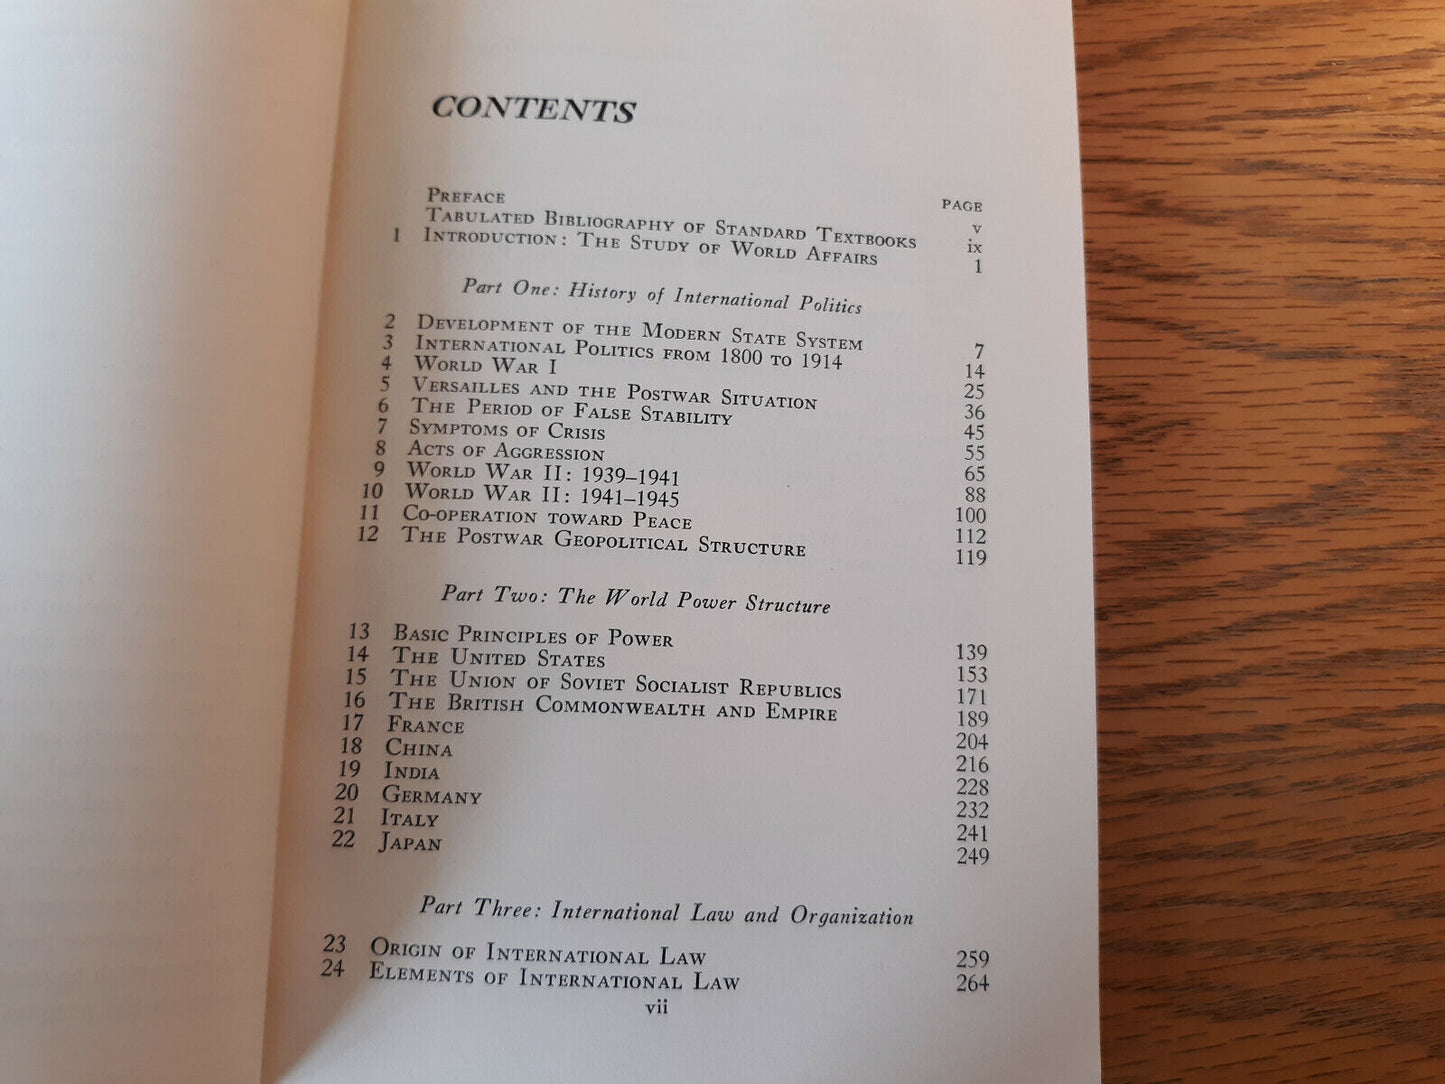 CONTENTS
PAGE
PREFACE v
TABULATED BIBLIOGRAPHY OF STANDARD TEXTBOOKS ix
1 INTRODUCTION: THE STUDY OF WORLD AFFAIRS 1
Part One: History of International Politics
2 DEVELOPMENT OF THE MODERN STATE SYSTEM 7
3 INTERNATIONAL POLITICS FROM 1800 TO 1914 14
4 WORLD WAR I 25
5 VERSAILLES AND THE POSTWAR SITUATION 36
6 THE PERIOD OF FALSE STABILITY 45
7 SYMPTOMS OF CRISIS 55
8 ACTS OF AGGRESSION 65
9 WORLD WAR II: 1939–1941 88
10 WORLD WAR II: 1941–1945 100
11 CO-OPERATION TOWARD PEACE 112
12 THE POSTWAR GEOPOLITICAL STRUCTURE 119
Part Two: The World Power Structure
13 BASIC PRINCIPLES OF POWER 139
14 THE UNITED STATES 153
15 THE UNION OF SOVIET SOCIALIST REPUBLICS 171
16 THE BRITISH COMMONWEALTH AND EMPIRE 189
17 FRANCE 204
18 CHINA 216
19 INDIA 228
20 GERMANY 232
21 ITALY 241
22 JAPAN 249
Part Three: International Law and Organization
23 ORIGIN OF INTERNATIONAL LAW 259
24 ELEMENTS OF INTERNATIONAL LAW 264
vii